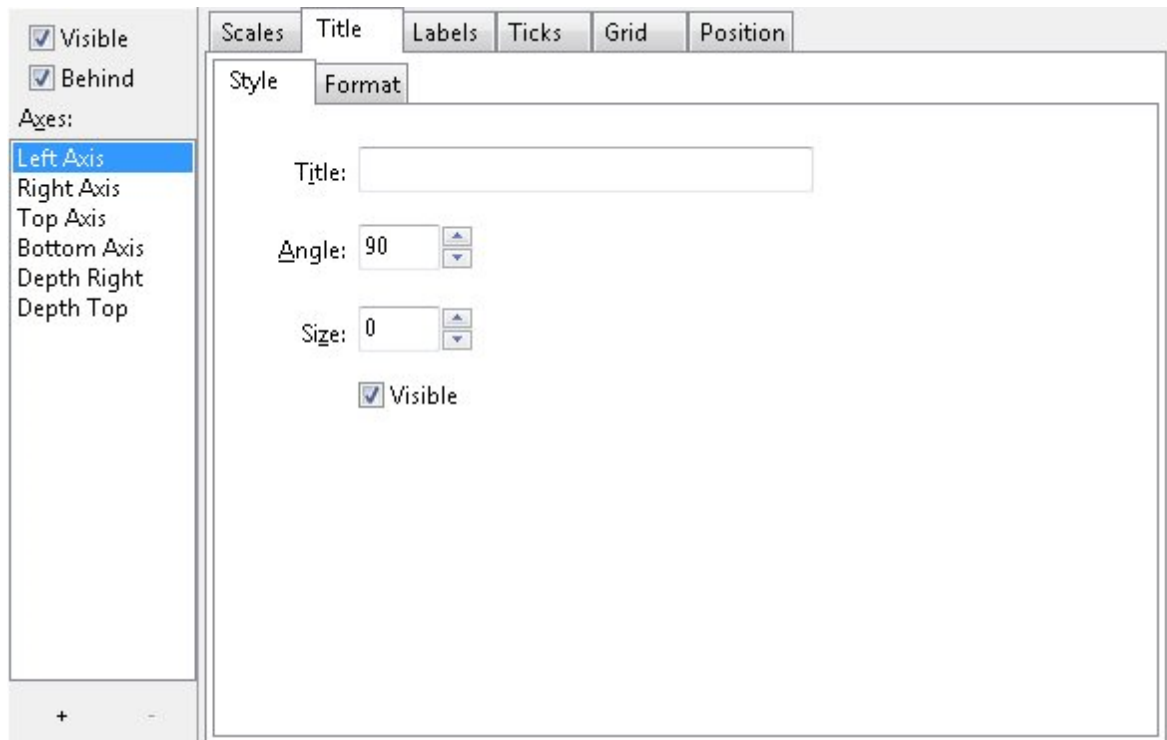 Visible
Behind
Axes:
Left Axis
Right Axis
Top Axis
Bottom Axis
Depth Right
Depth Top
+ -
Scales Title Labels Ticks Grid Position
Style Format
Title:
Angle: 90
Size: 0
Visible